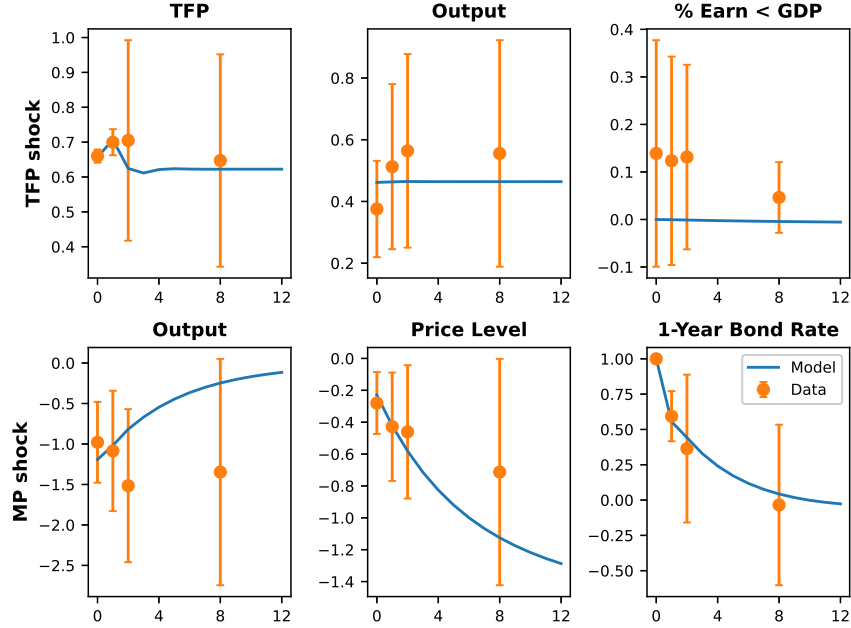 TFP
Output
% Earn < GDP
TFP shock
1.0
0.9
0.8
0.7
0.6
0.5
0.4
0 4 8 12
0.8
0.6
0.4
0.2
0 4 8 12
0.4
0.3
0.2
0.1
0.0
−0.1
0 4 8 12
Output
Price Level
1-Year Bond Rate
MP shock
0.0
−0.5
−1.0
−1.5
−2.0
−2.5
0 4 8 12
0.0
−0.2
−0.4
−0.6
−0.8
−1.0
−1.2
−1.4
0 4 8 12
1.00
0.75
0.50
0.25
0.00
−0.25
−0.50
0 4 8 12
Model
Data